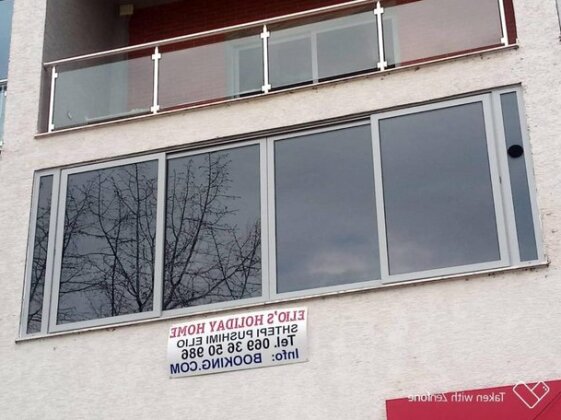 ELIO'S HOLIDAY HOME
SHTEPI PUSHIMI ELIO
Tel. 069 36 50 986
Info: BOOKING.COM
Taken with Zenfone